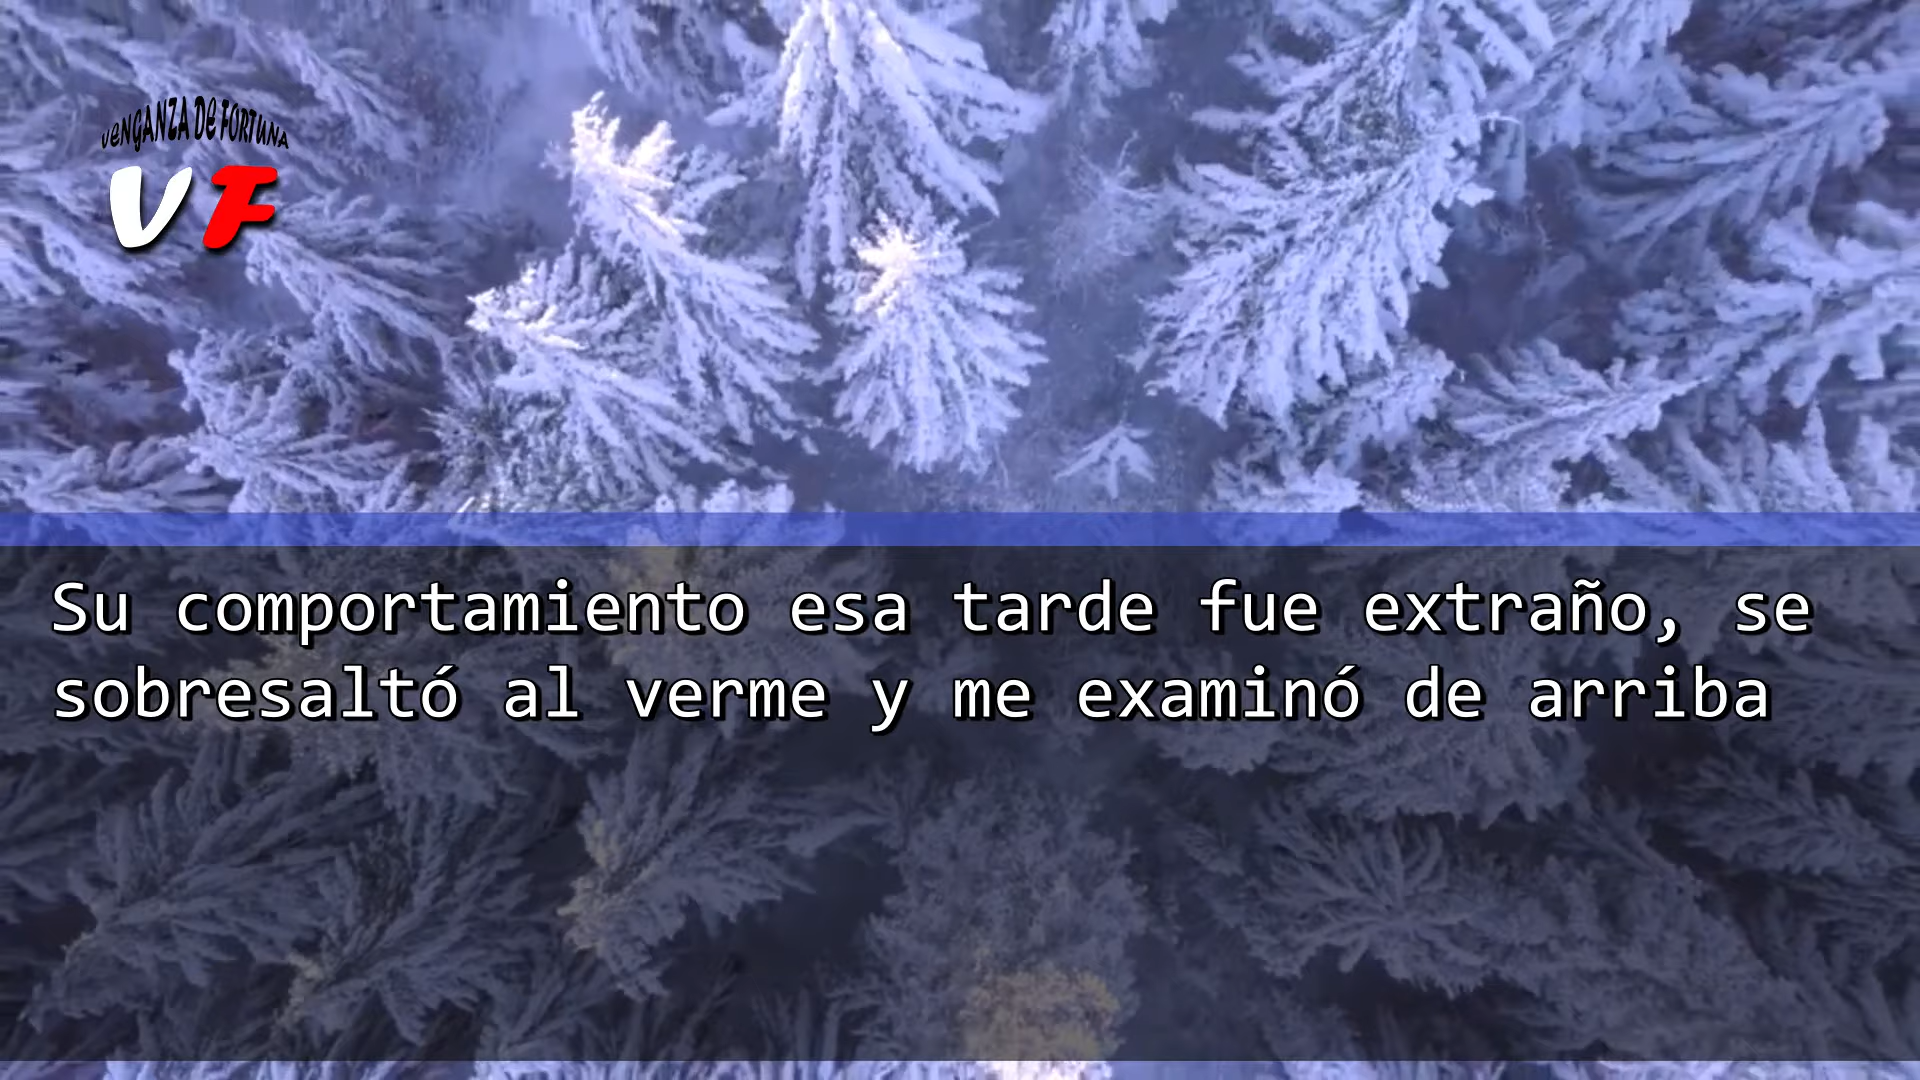 VENGANZA DE FORTUNA
VF
Su comportamiento esa tarde fue extraño, se
sobresaltó al verme y me examinó de arriba